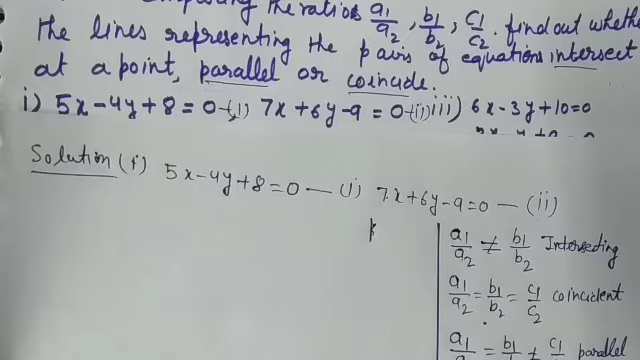 the ratios a1/a2, b1/b2, c1/c2. find out
the lines representing the pairs of equations intersect
at a point, parallel or coincide.
i) 5x-4y+8=0-(i) 7x+6y-9=0-(ii) iii) 6x-3y+10=0
Solution (i) 5x-4y+8=0 — (i) 7x+6y-9=0 — (ii)
a1/a2 ≠ b1/b2 Intersecting
a1/a2 = b1/b2 = c1/c2 coincident
a1/a = b1/ ≠ c1/ parallel